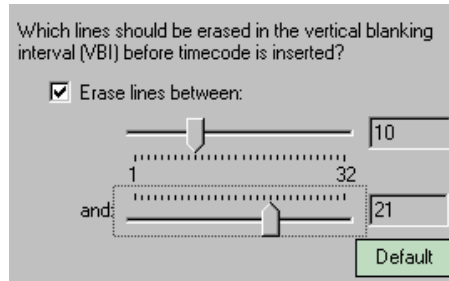 Which lines should be erased in the vertical blanking
interval (VBI) before timecode is inserted?
Erase lines between:
10
1 32
and: 21
Default